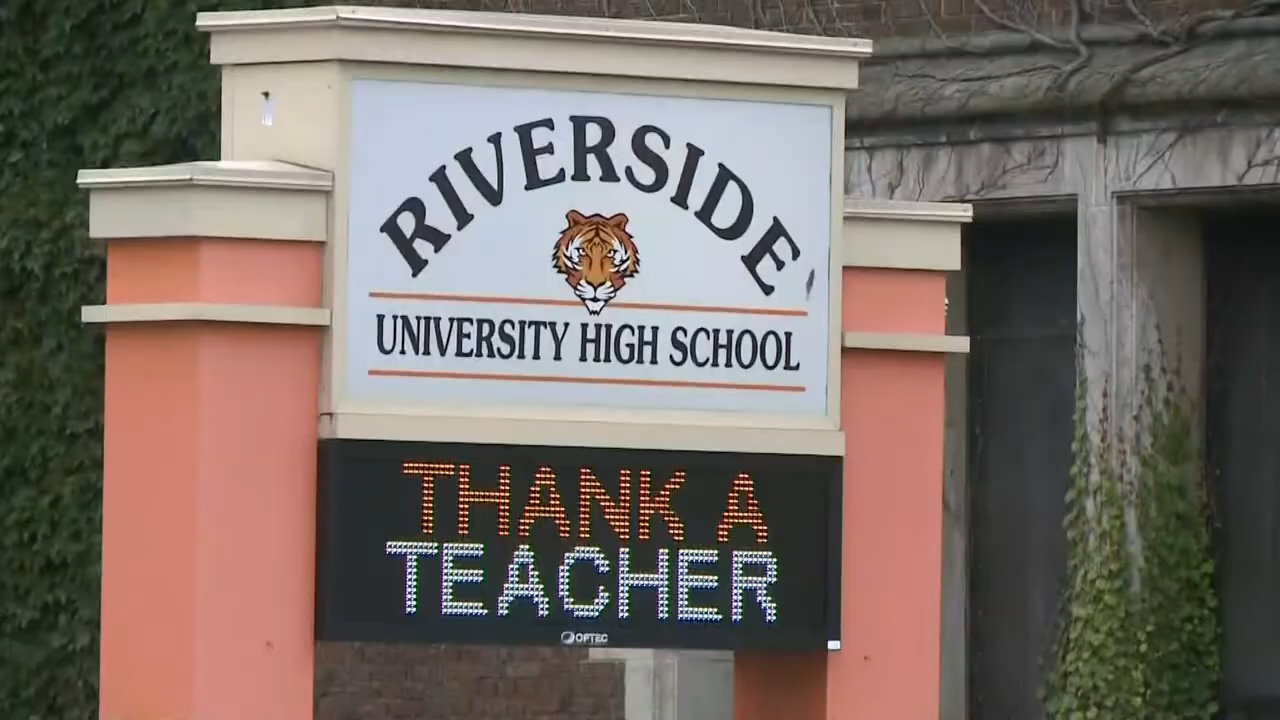 RIVERSIDE
UNIVERSITY HIGH SCHOOL
THANK A
TEACHER
OPTEC